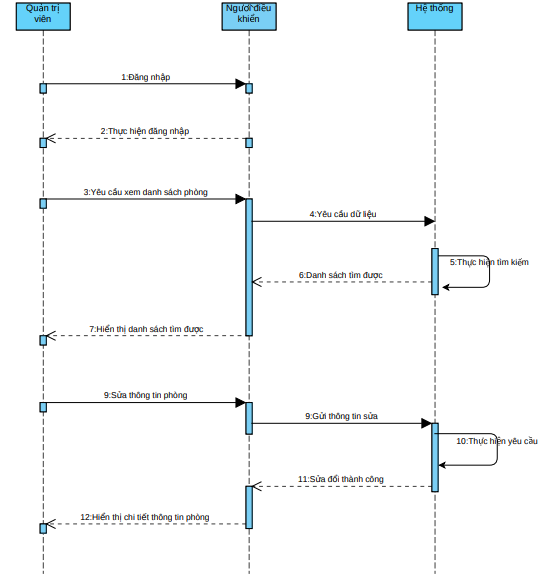 Quản trị
viên
Người điều
khiển
Hệ thống
1:Đăng nhập
2:Thực hiện đăng nhập
3:Yêu cầu xem danh sách phòng
4:Yêu cầu dữ liệu
5:Thực hiện tìm kiếm
6:Danh sách tìm được
7:Hiển thị danh sách tìm được
9:Sửa thông tin phòng
9:Gửi thông tin sửa
10:Thực hiện yêu cầu
11:Sửa đổi thành công
12:Hiển thị chi tiết thông tin phòng